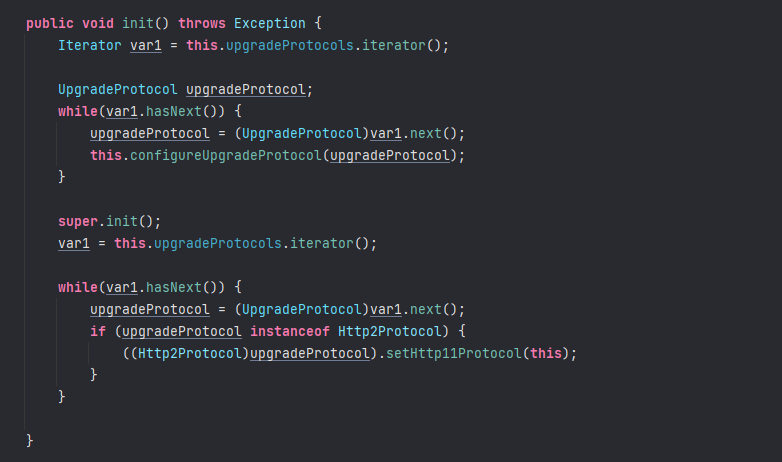 public void init() throws Exception {
    Iterator var1 = this.upgradeProtocols.iterator();

    UpgradeProtocol upgradeProtocol;
    while(var1.hasNext()) {
        upgradeProtocol = (UpgradeProtocol)var1.next();
        this.configureUpgradeProtocol(upgradeProtocol);
    }

    super.init();
    var1 = this.upgradeProtocols.iterator();

    while(var1.hasNext()) {
        upgradeProtocol = (UpgradeProtocol)var1.next();
        if (upgradeProtocol instanceof Http2Protocol) {
            ((Http2Protocol)upgradeProtocol).setHttp11Protocol(this);
        }
    }

}